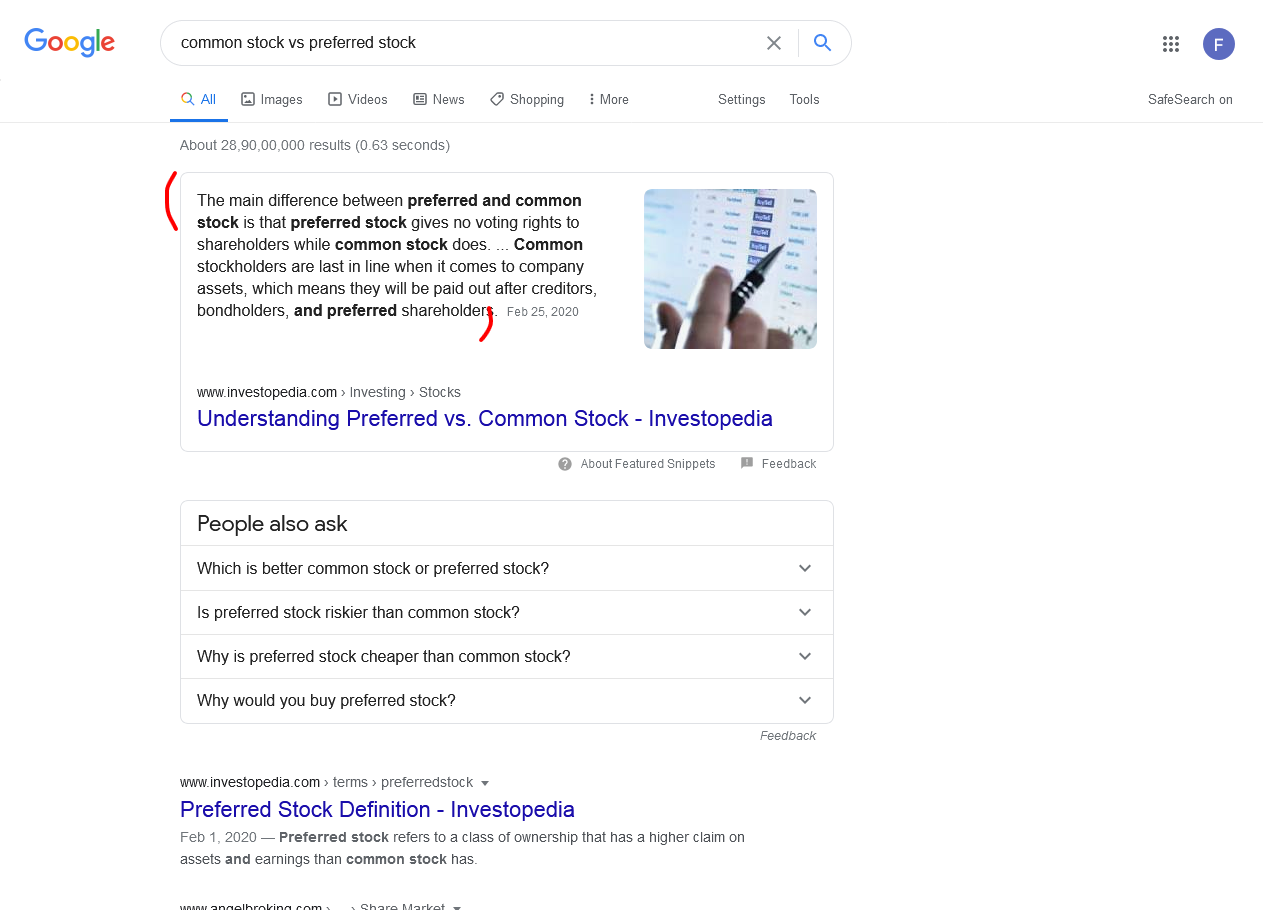 Google
common stock vs preferred stock
F
All Images Videos News Shopping More Settings Tools SafeSearch on
About 28,90,00,000 results (0.63 seconds)
The main difference between preferred and common
stock is that preferred stock gives no voting rights to
shareholders while common stock does. ... Common
stockholders are last in line when it comes to company
assets, which means they will be paid out after creditors,
bondholders, and preferred shareholders. Feb 25, 2020
www.investopedia.com › Investing › Stocks
Understanding Preferred vs. Common Stock - Investopedia
About Featured Snippets Feedback
People also ask
Which is better common stock or preferred stock?
Is preferred stock riskier than common stock?
Why is preferred stock cheaper than common stock?
Why would you buy preferred stock?
Feedback
www.investopedia.com › terms › preferredstock
Preferred Stock Definition - Investopedia
Feb 1, 2020 — Preferred stock refers to a class of ownership that has a higher claim on
assets and earnings than common stock has.
www.angelbroking.com › ... › Share Market